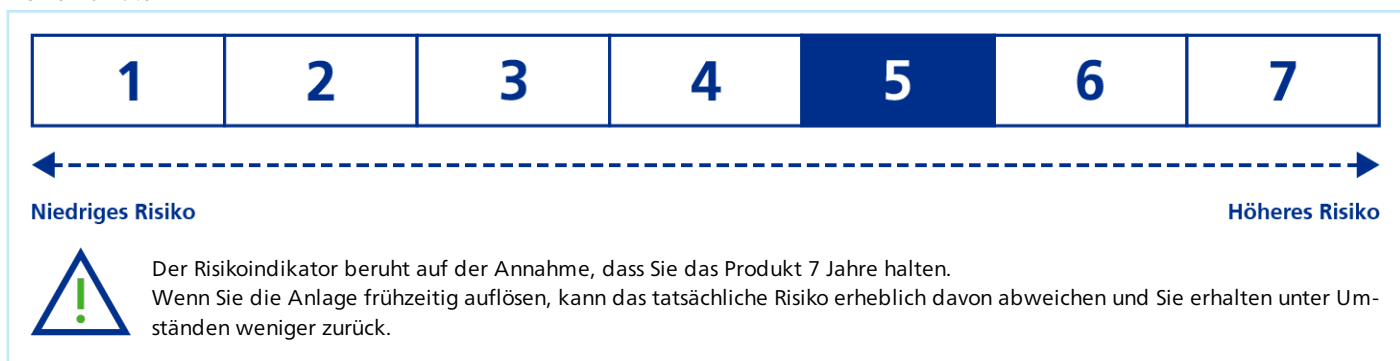 1 2 3 4 5 6 7
Niedriges Risiko Höheres Risiko
Der Risikoindikator beruht auf der Annahme, dass Sie das Produkt 7 Jahre halten.
Wenn Sie die Anlage frühzeitig auflösen, kann das tatsächliche Risiko erheblich davon abweichen und Sie erhalten unter Um-
ständen weniger zurück.